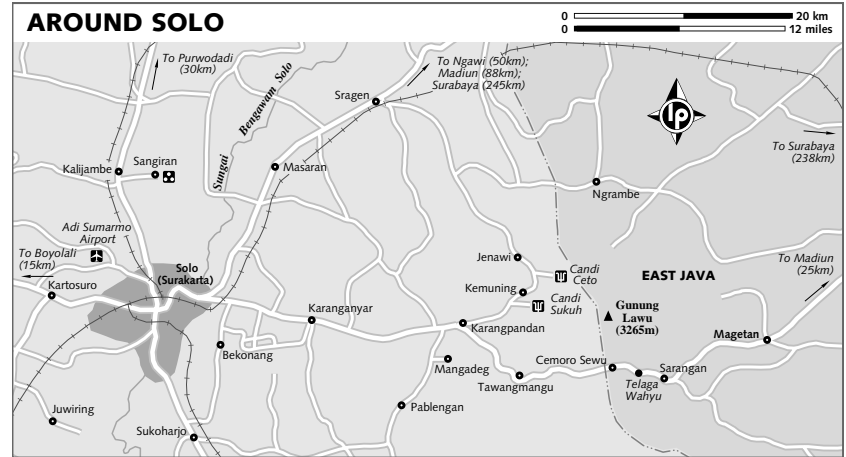 AROUND SOLO
0 20 km
0 12 miles
To Purwodadi
(30km)
Sungai Bengawam Solo
To Ngawi (50km);
Madiun (88km);
Surabaya (245km)
Sragen
lp
To Surabaya
(238km)
Kalijambe
Sangiran
Masaran
Ngrambe
Adi Sumarmo
Airport
To Boyolali
(15km)
Kartosuro
Solo
(Surakarta)
Jenawi
Candi
Ceto
Kemuning
Candi
Sukuh
EAST JAVA
To Madiun
(25km)
Karanganyar
Karangpandan
Gunung
Lawu
(3265m)
Magetan
Bekonang
Mangadeg
Cemoro Sewu
Sarangan
Tawangmangu
Telaga
Wahyu
Juwiring
Pablengan
Sukoharjo